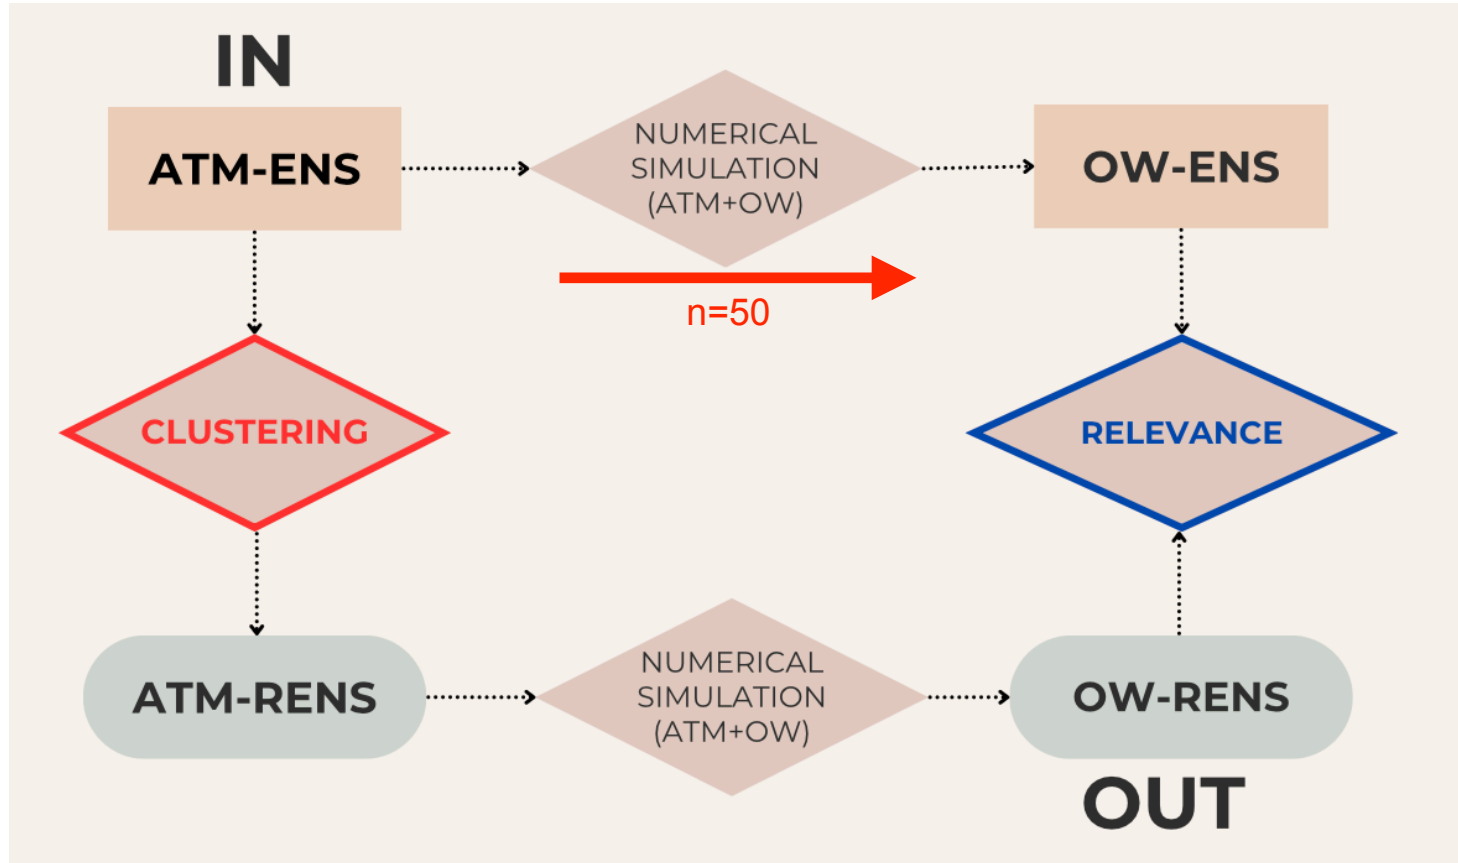 IN
ATM-ENS
NUMERICAL
SIMULATION
(ATM+OW)
OW-ENS
n=50
CLUSTERING
RELEVANCE
ATM-RENS
NUMERICAL
SIMULATION
(ATM+OW)
OW-RENS
OUT